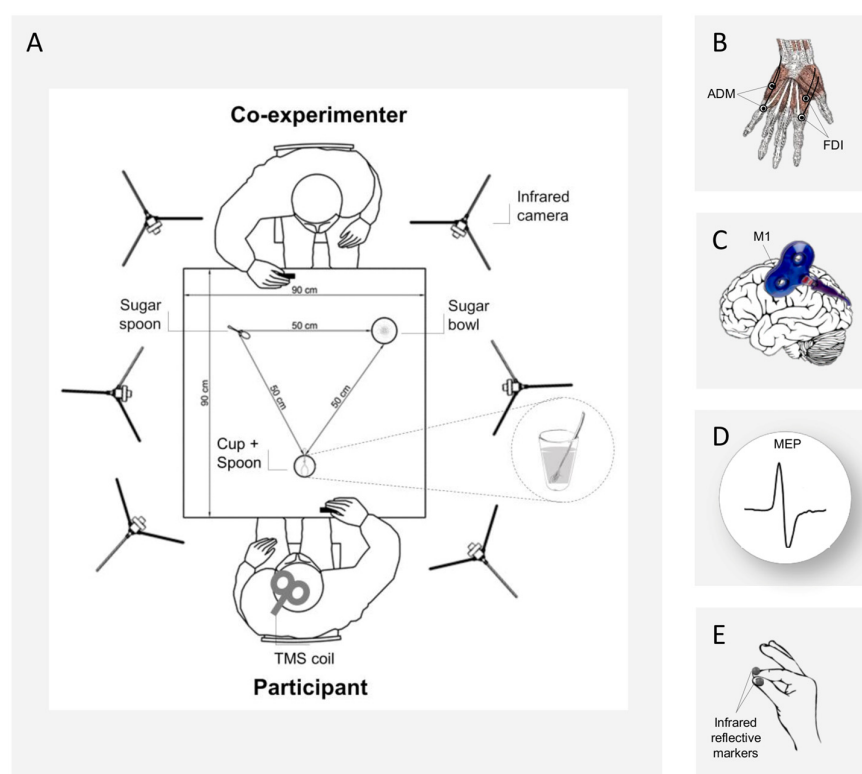 A
Co-experimenter
Infrared
camera
90 cm
Sugar
spoon
50 cm
Sugar
bowl
90 cm
50 cm
50 cm
Cup +
Spoon
TMS coil
Participant
B
ADM
FDI
C
M1
D
MEP
E
Infrared
reflective
markers